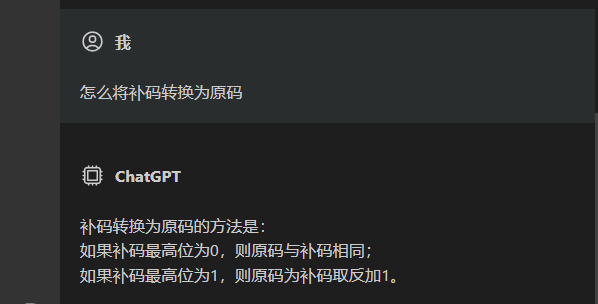 我
怎么将补码转换为原码
ChatGPT
补码转换为原码的方法是：
如果补码最高位为0，则原码与补码相同；
如果补码最高位为1，则原码为补码取反加1。